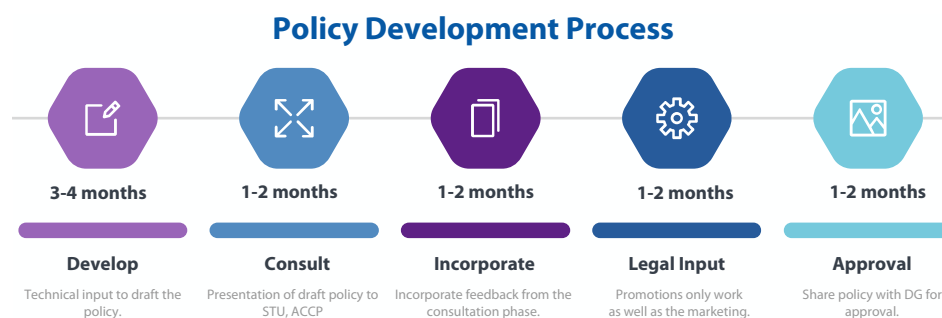 Policy Development Process
3-4 months
1-2 months
1-2 months
1-2 months
1-2 months
Develop
Consult
Incorporate
Legal Input
Approval
Technical input to draft the
policy.
Presentation of draft policy to
STU, ACCP
Incorporate feedback from the
consultation phase.
Promotions only work
as well as the marketing.
Share policy with DG for
approval.